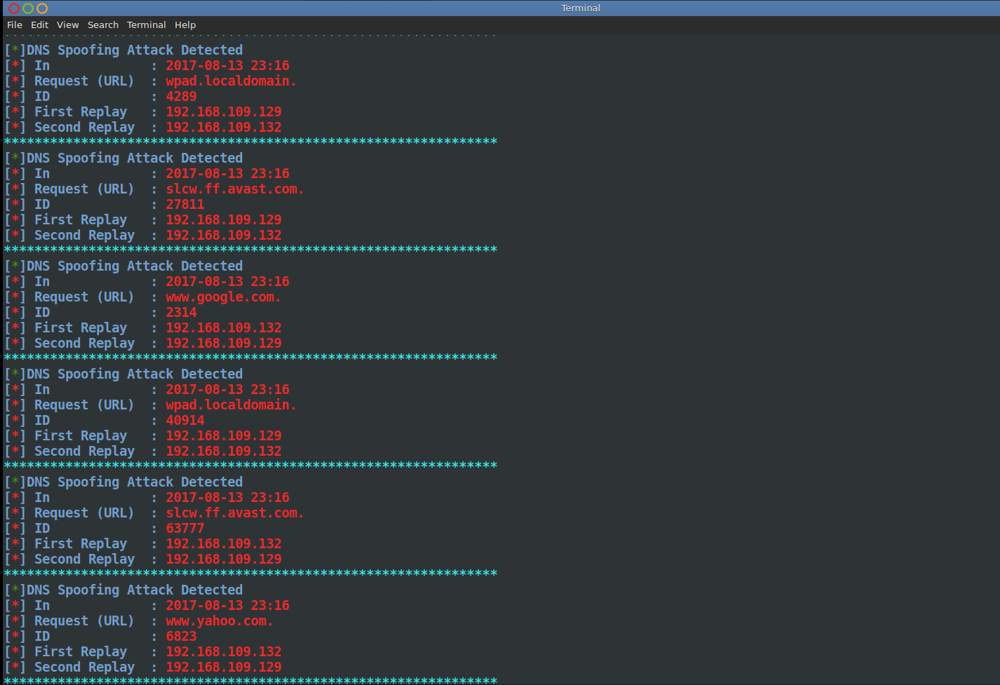 Terminal
File Edit View Search Terminal Help
[*]DNS Spoofing Attack Detected
[*] In             : 2017-08-13 23:16
[*] Request (URL)  : wpad.localdomain.
[*] ID             : 4289
[*] First Replay   : 192.168.109.129
[*] Second Replay  : 192.168.109.132
****************************************************************
[*]DNS Spoofing Attack Detected
[*] In             : 2017-08-13 23:16
[*] Request (URL)  : slcw.ff.avast.com.
[*] ID             : 27811
[*] First Replay   : 192.168.109.129
[*] Second Replay  : 192.168.109.132
****************************************************************
[*]DNS Spoofing Attack Detected
[*] In             : 2017-08-13 23:16
[*] Request (URL)  : www.google.com.
[*] ID             : 2314
[*] First Replay   : 192.168.109.132
[*] Second Replay  : 192.168.109.129
****************************************************************
[*]DNS Spoofing Attack Detected
[*] In             : 2017-08-13 23:16
[*] Request (URL)  : wpad.localdomain.
[*] ID             : 40914
[*] First Replay   : 192.168.109.129
[*] Second Replay  : 192.168.109.132
****************************************************************
[*]DNS Spoofing Attack Detected
[*] In             : 2017-08-13 23:16
[*] Request (URL)  : slcw.ff.avast.com.
[*] ID             : 63777
[*] First Replay   : 192.168.109.132
[*] Second Replay  : 192.168.109.129
****************************************************************
[*]DNS Spoofing Attack Detected
[*] In             : 2017-08-13 23:16
[*] Request (URL)  : www.yahoo.com.
[*] ID             : 6823
[*] First Replay   : 192.168.109.132
[*] Second Replay  : 192.168.109.129
****************************************************************